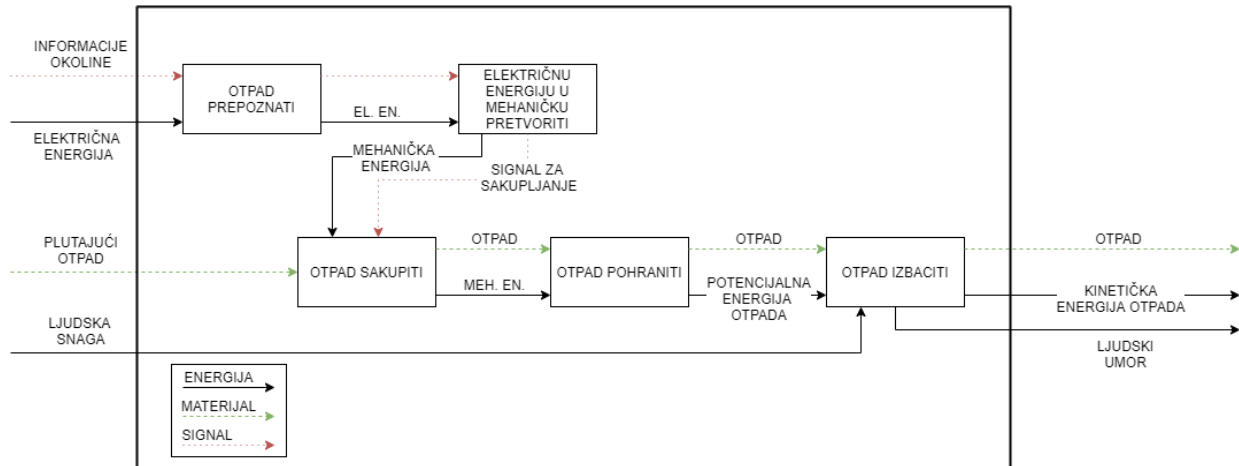 INFORMACIJE
OKOLINE
OTPAD
PREPOZNATI
ELEKTRIČNU
ENERGIJU U
MEHANIČKU
PRETVORITI
EL. EN.
ELEKTRIČNA
ENERGIJA
MEHANIČKA
ENERGIJA
SIGNAL ZA
SAKUPLJANJE
PLUTAJUĆI
OTPAD
OTPAD SAKUPITI
OTPAD
MEH. EN.
OTPAD POHRANITI
OTPAD
POTENCIJALNA
ENERGIJA
OTPADA
OTPAD IZBACITI
OTPAD
KINETIČKA
ENERGIJA OTPADA
LJUDSKA
SNAGA
LJUDSKI
UMOR
ENERGIJA
MATERIJAL
SIGNAL